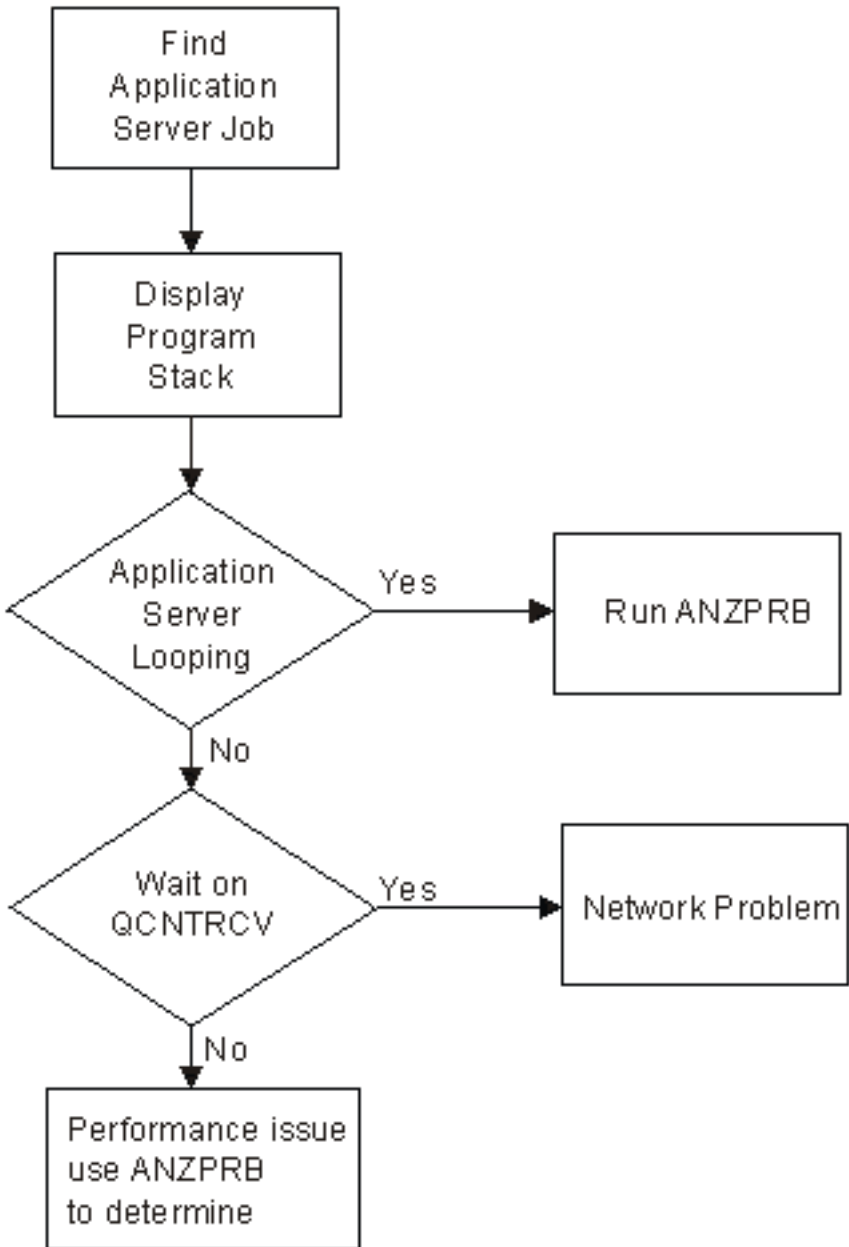 Find
Application
Server Job
Display
Program
Stack
Application
Server
Looping
Yes
Run ANZPRB
No
Wait on
QCNTRCV
Yes
Network Problem
No
Performance issue
use ANZPRB
to determine